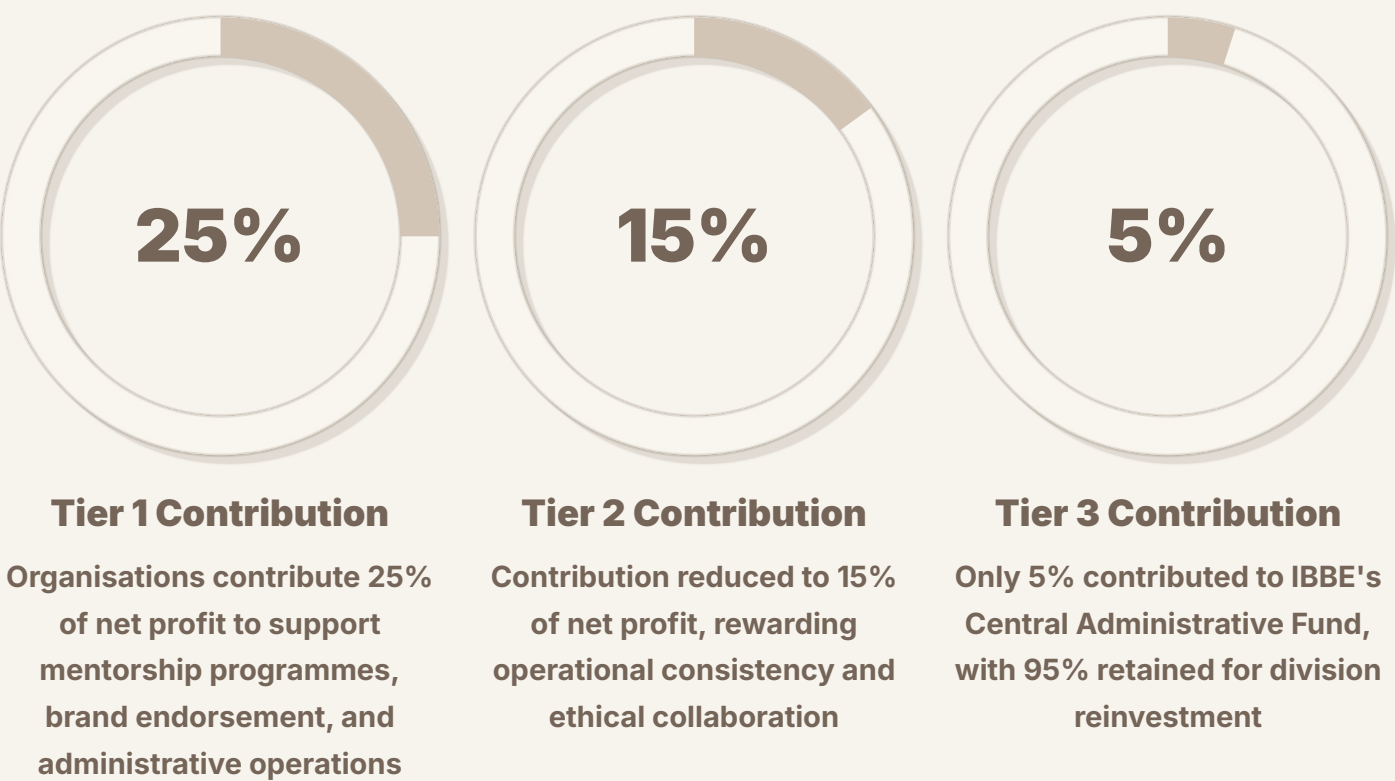 25%
15%
5%
Tier 1 Contribution
Organisations contribute 25%
of net profit to support
mentorship programmes,
brand endorsement, and
administrative operations
Tier 2 Contribution
Contribution reduced to 15%
of net profit, rewarding
operational consistency and
ethical collaboration
Tier 3 Contribution
Only 5% contributed to IBBE's
Central Administrative Fund,
with 95% retained for division
reinvestment